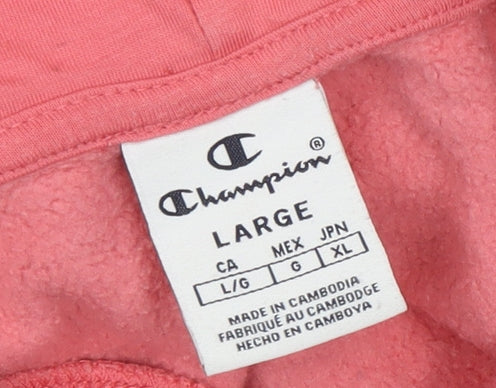 C
Champion®
LARGE
CA MEX JPN
L/G G XL
MADE IN CAMBODIA
FABRIQUÉ AU CAMBODGE
HECHO EN CAMBOYA